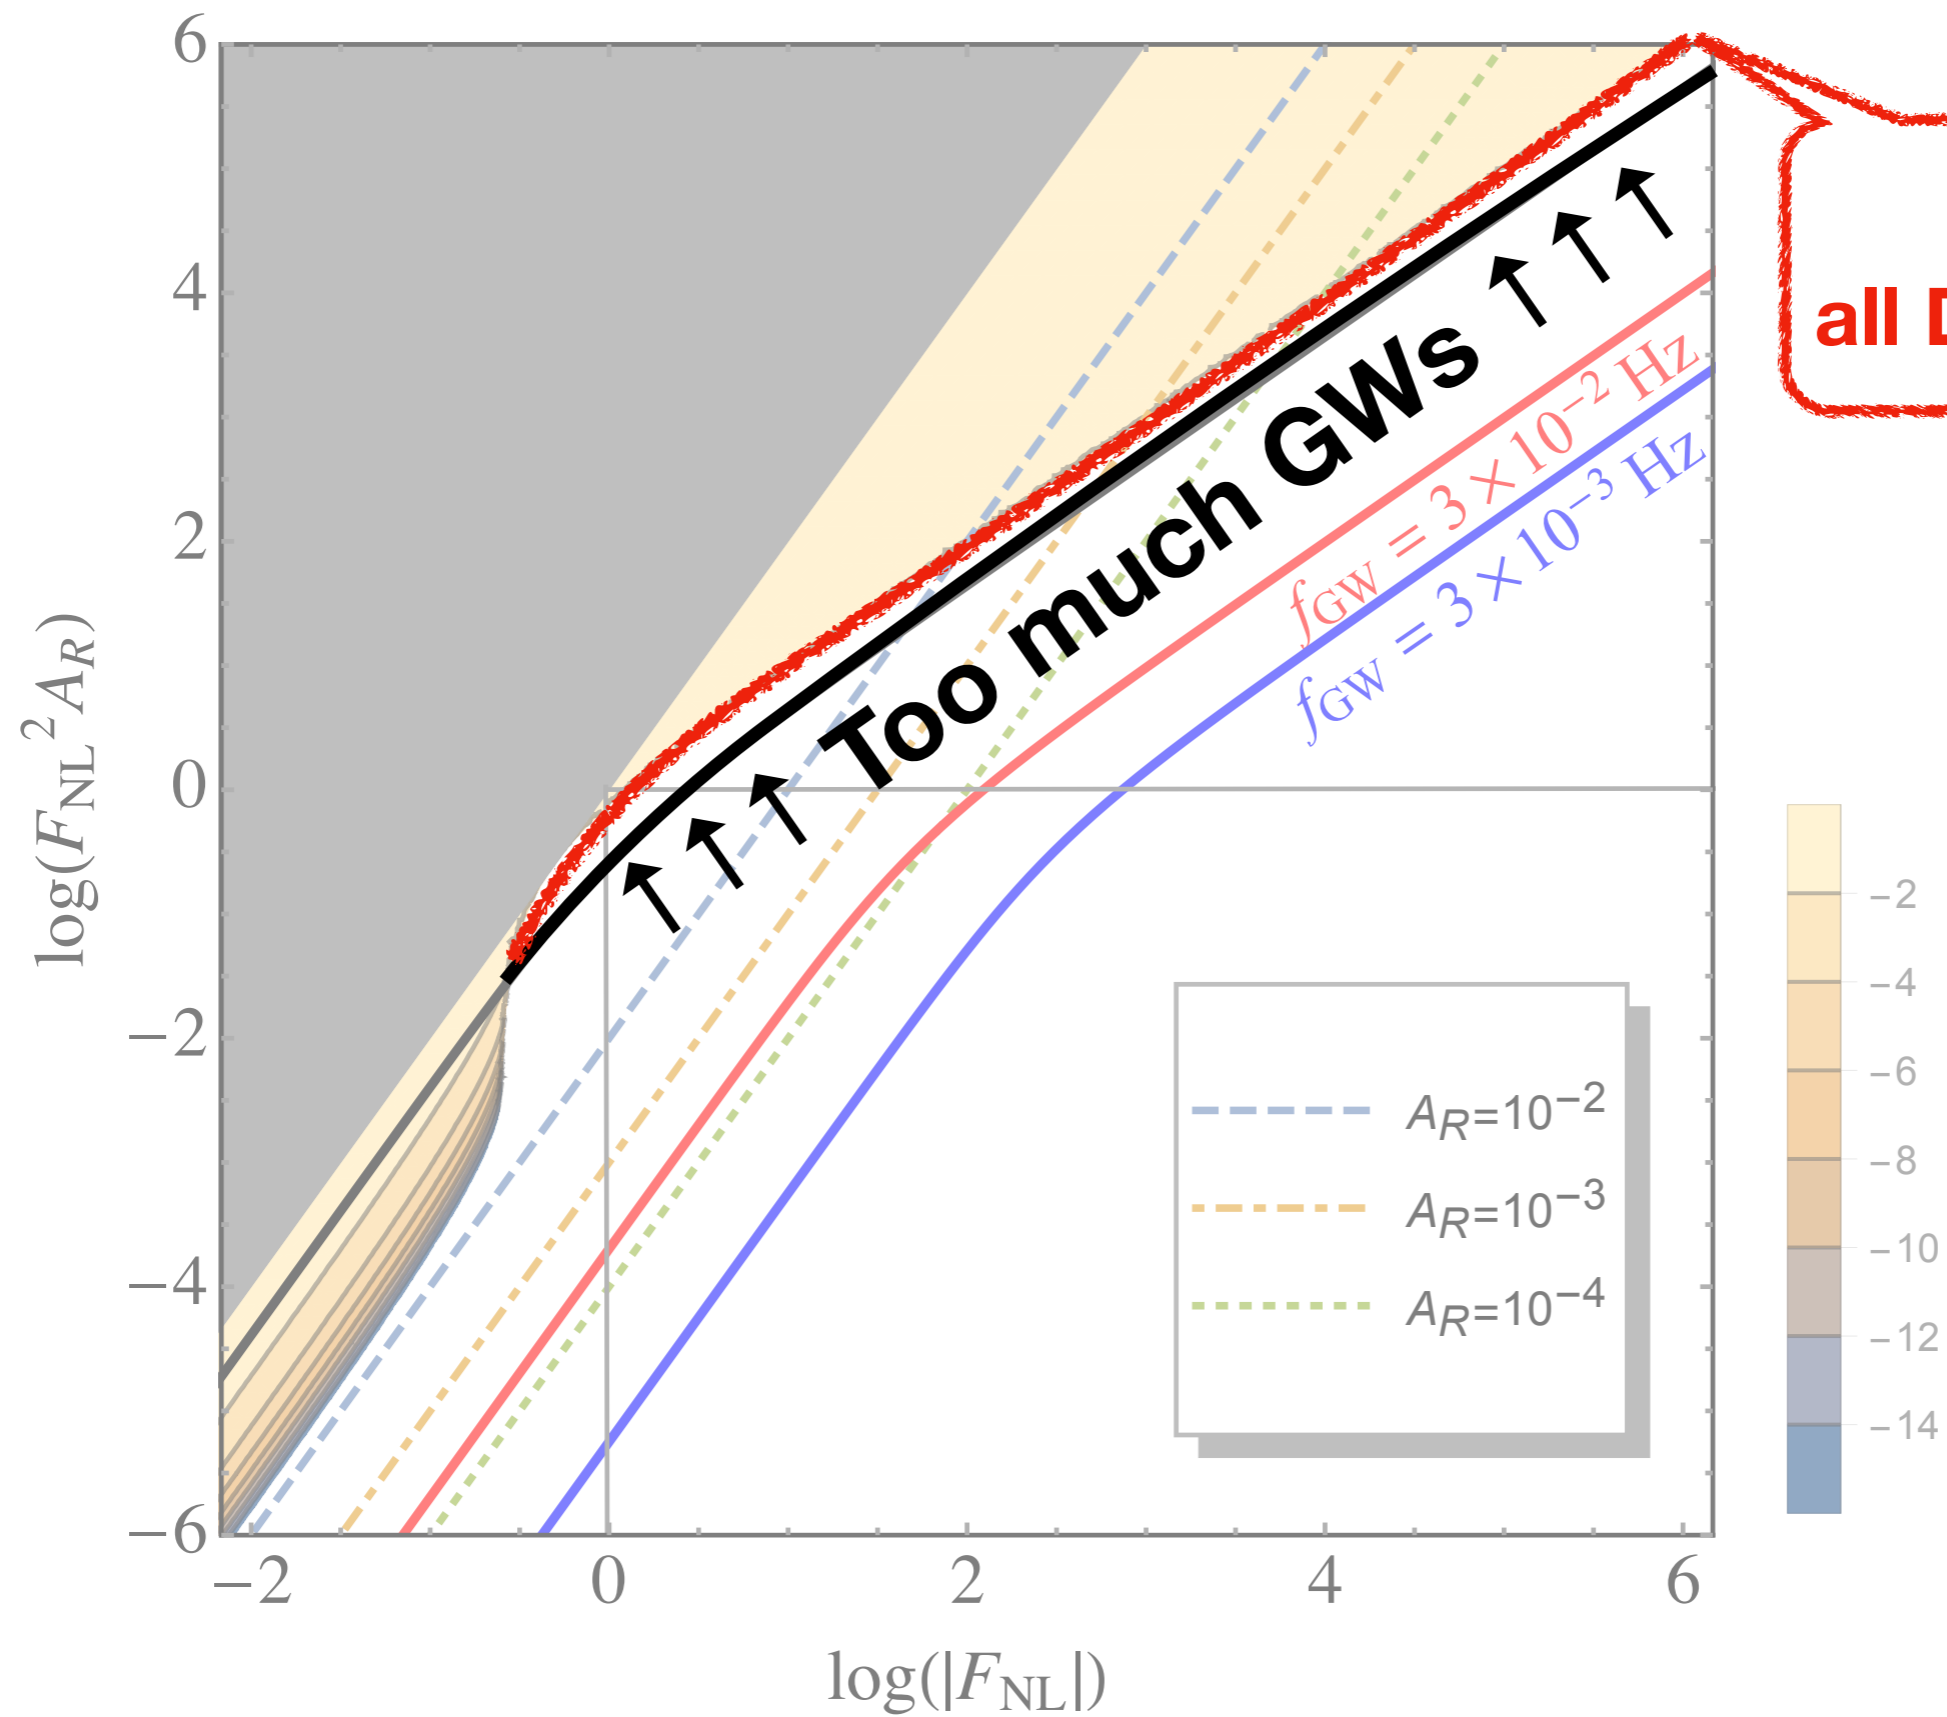 6
4
2
0
−2
−4
−6
log(F_NL² A_R)
−2
0
2
4
6
log(|F_NL|)
Too much GWs
f_GW = 3 × 10⁻² Hz
f_GW = 3 × 10⁻³ Hz
all
A_R=10⁻²
A_R=10⁻³
A_R=10⁻⁴
−2
−4
−6
−8
−10
−12
−14